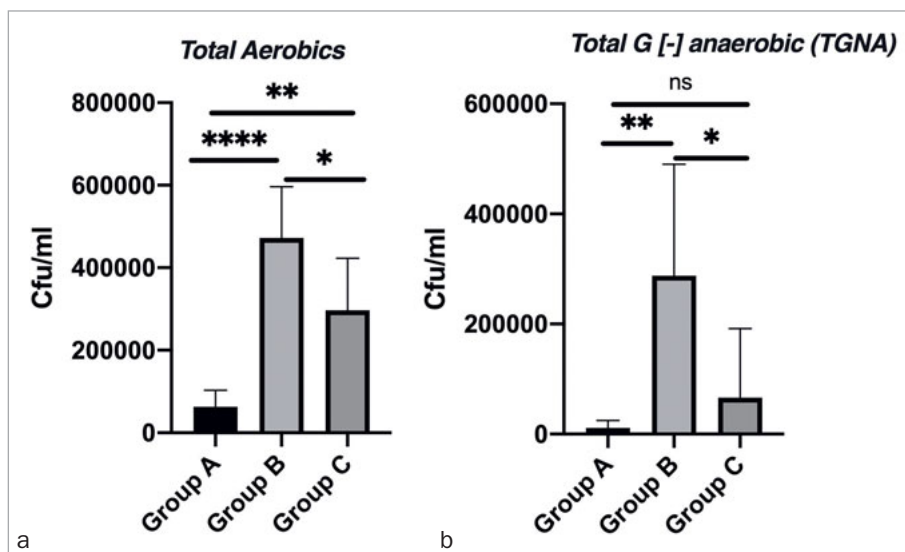 Total Aerobics
800000
600000
400000
200000
0
Cfu/ml
**
****
*
Group A
Group B
Group C
a
Total G [-] anaerobic (TGNA)
600000
400000
200000
0
Cfu/ml
ns
**
*
Group A
Group B
Group C
b